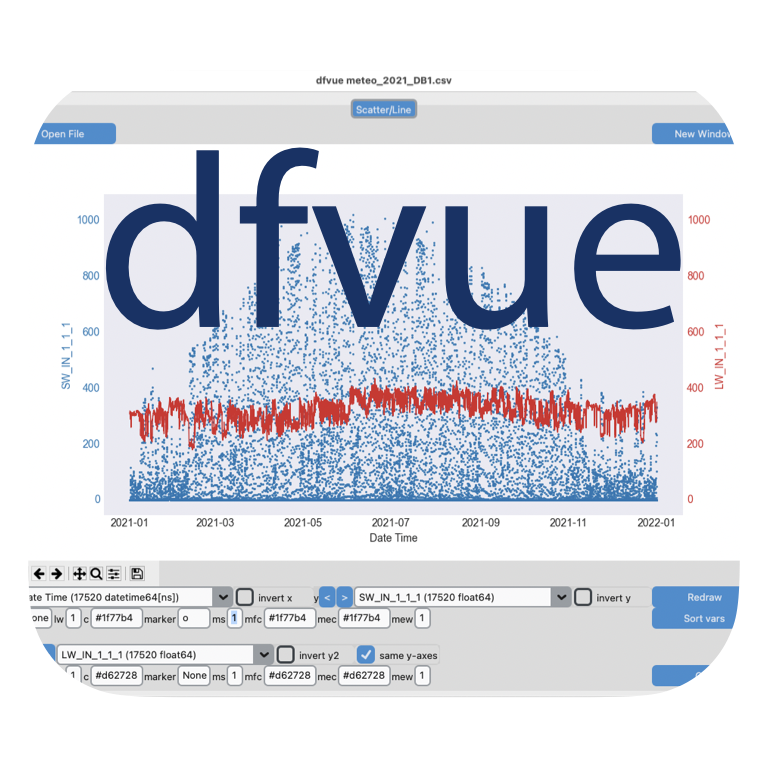 dfvue meteo_2021_DB1.csv
Scatter/Line
Open File
New Window
dfvue
1000 1000
800 800
600 600
SW_IN_1_1_1 LW_IN_1_1_1
400 400
200 200
0 0
2021-01 2021-03 2021-05 2021-07 2021-09 2021-11 2022-01
Date Time
ate Time (17520 datetime64[ns]) invert x y < > SW_IN_1_1_1 (17520 float64) invert y Redraw
one lw 1 c #1f77b4 marker o ms 1 mfc #1f77b4 mec #1f77b4 mew 1 Sort vars
LW_IN_1_1_1 (17520 float64) invert y2 same y-axes
1 c #d62728 marker None ms 1 mfc #d62728 mec #d62728 mew 1